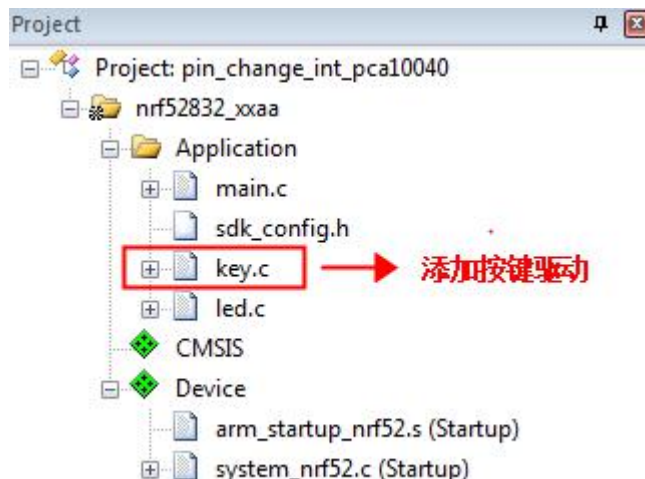 Project
Project: pin_change_int_pca10040
nrf52832_xxaa
Application
main.c
sdk_config.h
key.c
添加按键驱动
led.c
CMSIS
Device
arm_startup_nrf52.s (Startup)
system_nrf52.c (Startup)